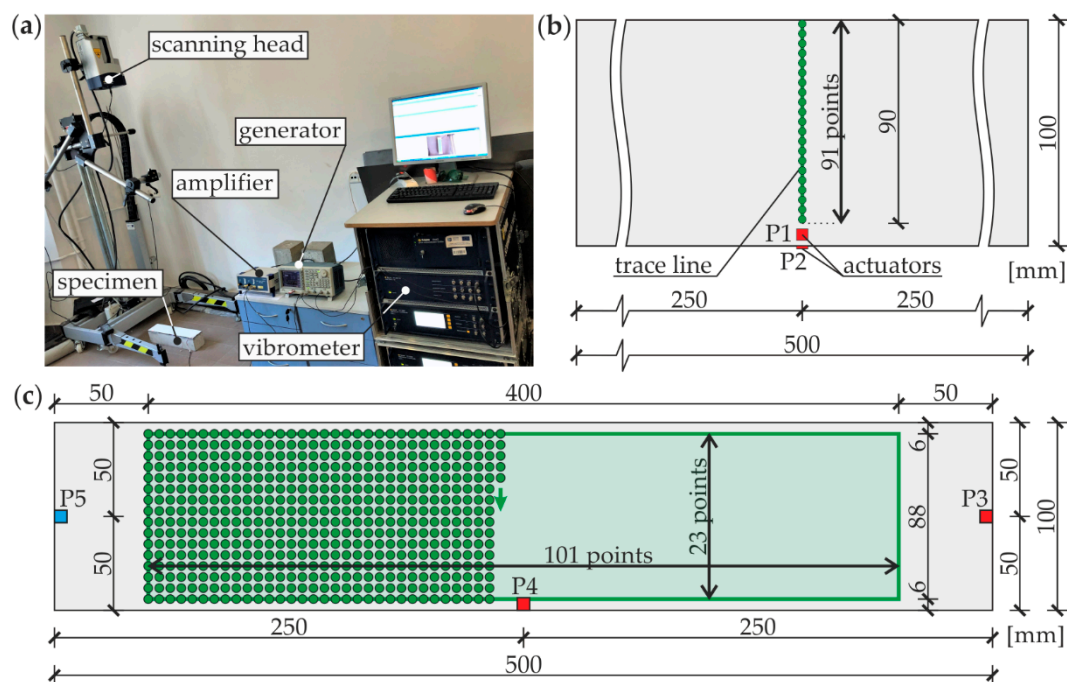 (a)
scanning head
generator
amplifier
specimen
vibrometer
(b)
91 points
90
100
P1
P2
trace line
actuators
[mm]
250
250
500
(c)
50
400
50
P5
50
50
23 points
101 points
P4
6
88
6
P3
50
50
100
250
250
[mm]
500